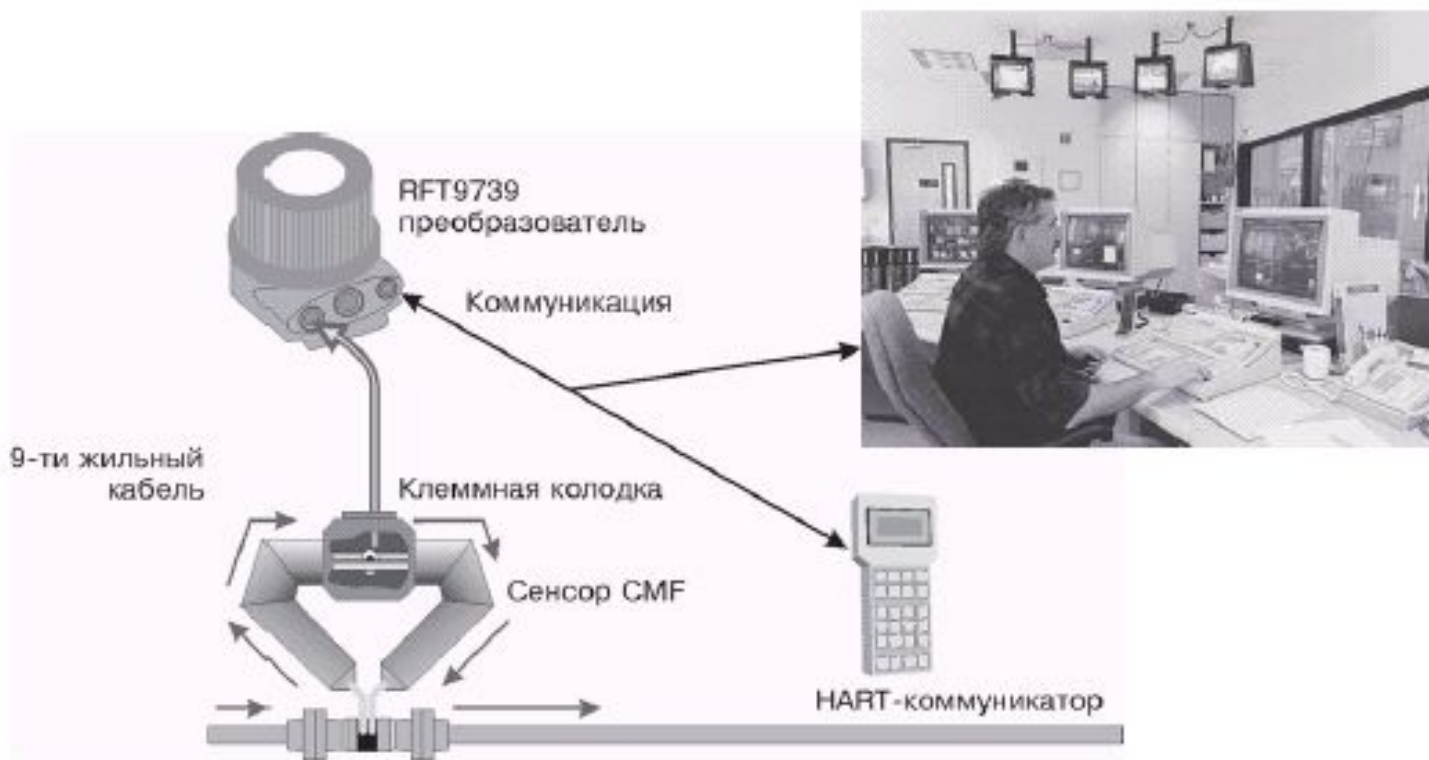 RFT9739
преобразователь
Коммуникация
9-ти жильный
кабель
Клеммная колодка
Сенсор CMF
HART-коммуникатор